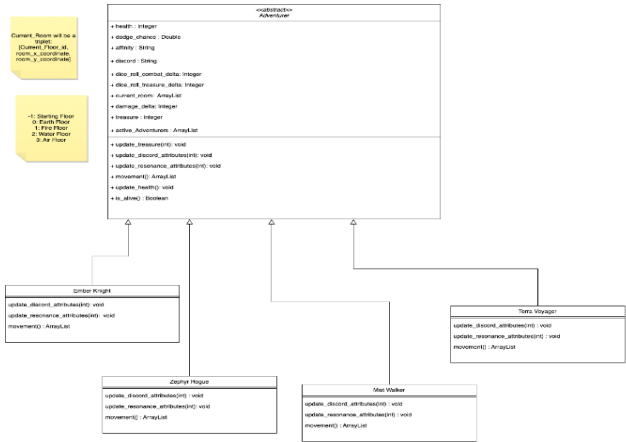 Current_Room will be a
triplet:
[Current_Floor_id,
room_x_coordinate,
room_y_coordinate]
-1: Starting Floor
0: Earth Floor
1: Fire Floor
2: Water Floor
3: Air Floor
<<abstract>>
Adventurer
+ health : Integer
+ dodge_chance : Double
+ affinity : String
+ discord : String
+ dice_roll_combat_delta: Integer
+ dice_roll_treasure_delta: Integer
+ current_room: ArrayList
+ damage_delta: Integer
+ treasure : Integer
+ active_Adventurers : ArrayList
+ update_treasure(int): void
+ update_discord_attributes(int): void
+ update_resonance_attributes(int): void
+ movement(): ArrayList
+ update_health(): void
+ is_alive() : Boolean
Ember Knight
update_discord_attributes(int): void
update_resonance_attributes(int): void
movement() : ArrayList
Zephyr Rogue
update_discord_attributes(int) : void
update_resonance_attributes(int): void
movement() : ArrayList
Mist Walker
update_discord_attributes(int) : void
update_resonance_attributes(int) : void
movement() : ArrayList
Terra Voyager
update_discord_attributes(int) : void
update_resonance_attributes(int) : void
movement() : ArrayList